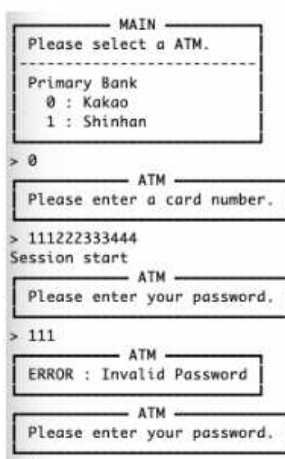 MAIN
Please select a ATM.
Primary Bank
0 : Kakao
1 : Shinhan
> 0
ATM
Please enter a card number.
> 111222333444
Session start
ATM
Please enter your password.
> 111
ATM
ERROR : Invalid Password
ATM
Please enter your password.